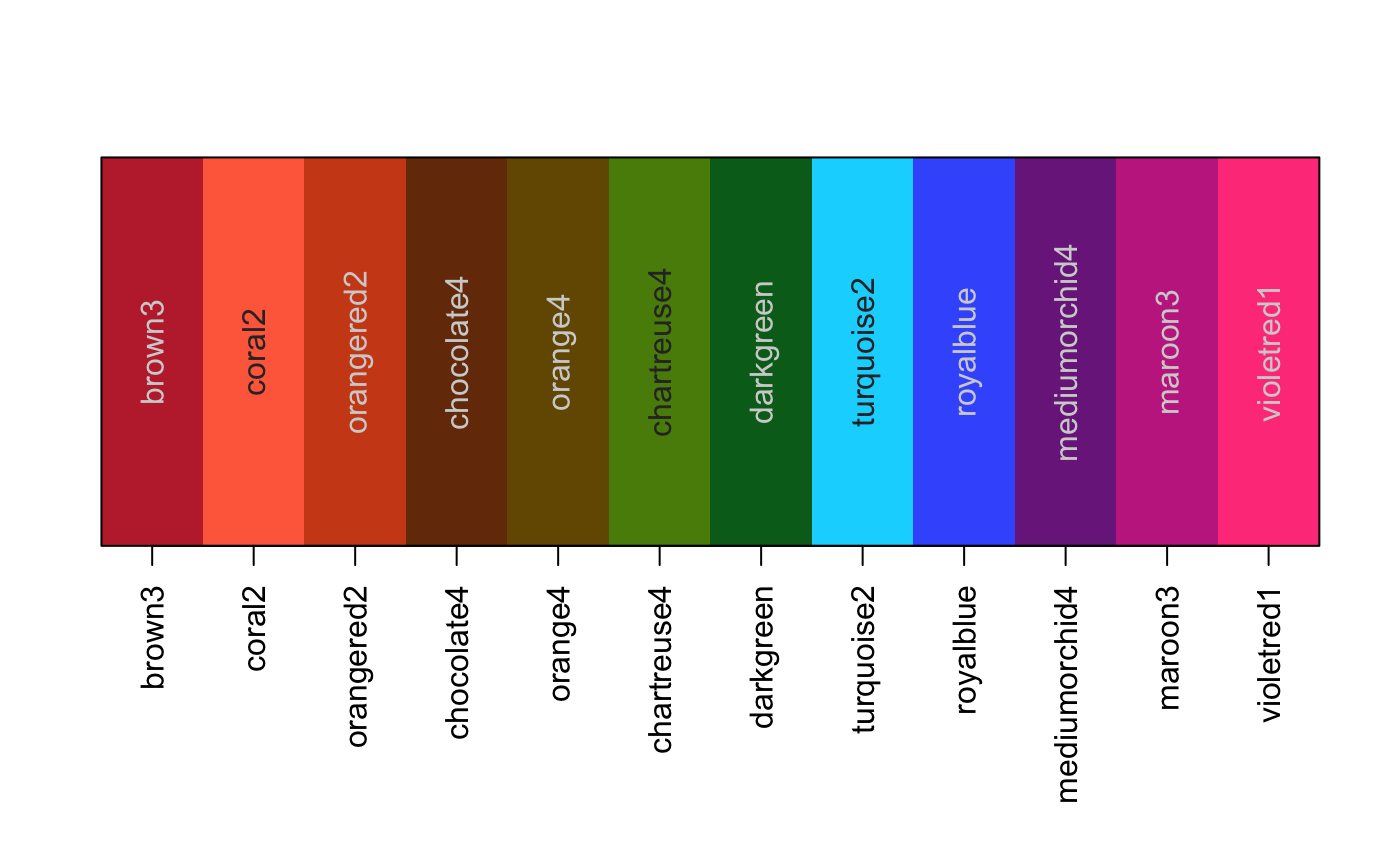 brown3
coral2
orangered2
chocolate4
orange4
chartreuse4
darkgreen
turquoise2
royalblue
mediumorchid4
maroon3
violetred1
brown3
coral2
orangered2
chocolate4
orange4
chartreuse4
darkgreen
turquoise2
royalblue
mediumorchid4
maroon3
violetred1